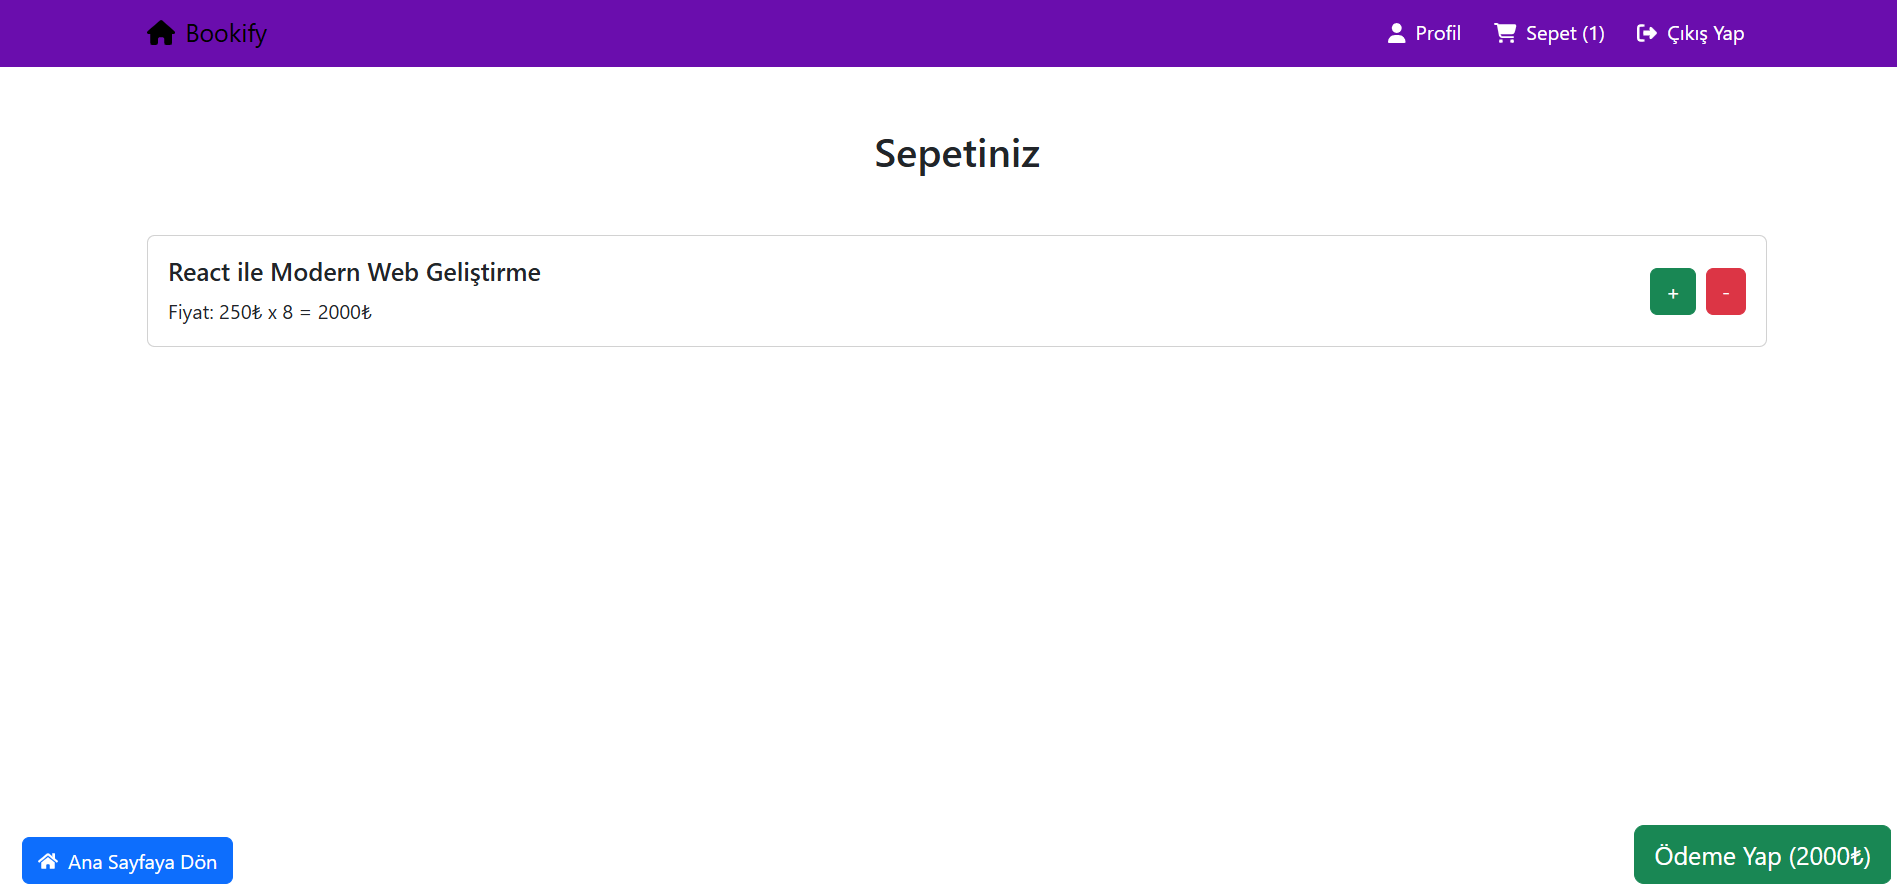 Bookify
Profil
Sepet (1)
Çıkış Yap
Sepetiniz
React ile Modern Web Geliştirme
Fiyat: 250₺ x 8 = 2000₺
+
-
Ana Sayfaya Dön
Ödeme Yap (2000₺)